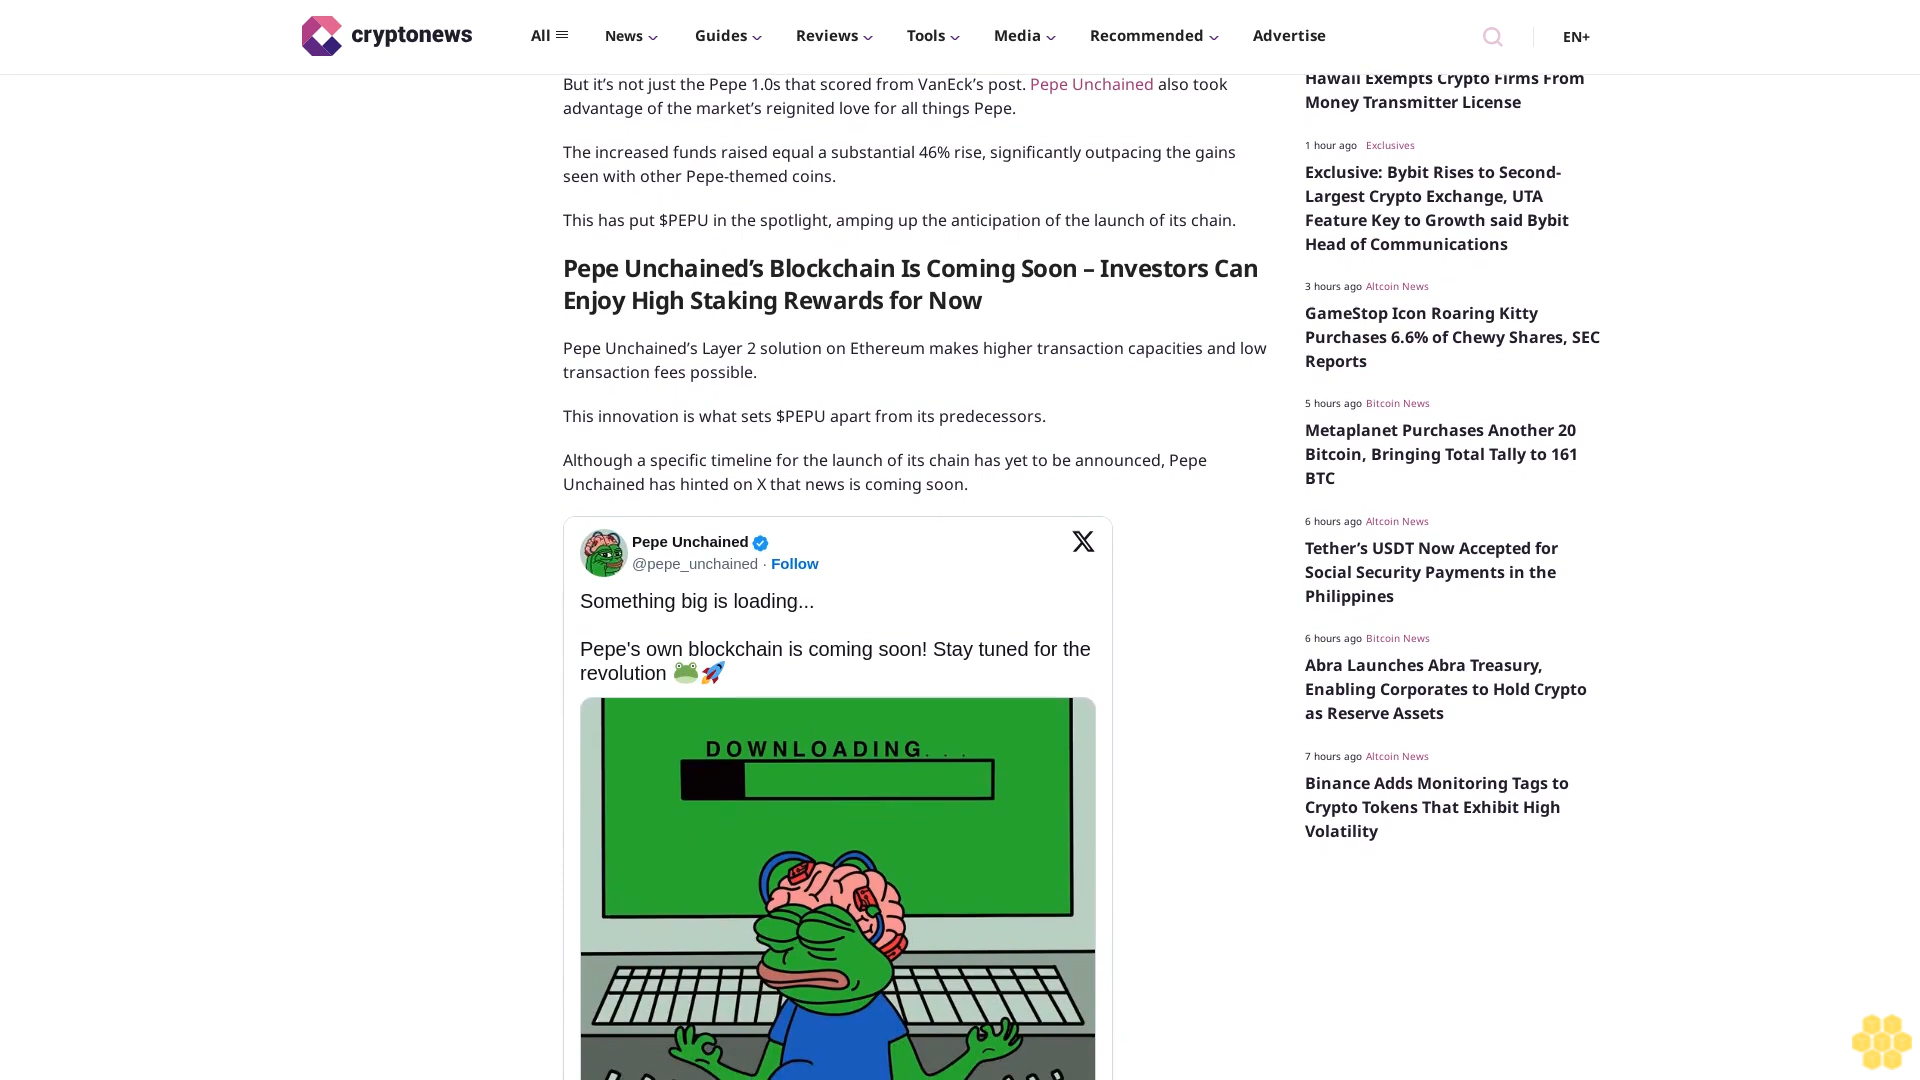 cryptonews
All
News
Guides
Reviews
Tools
Media
Recommended
Advertise
EN+
But it’s not just the Pepe 1.0s that scored from VanEck’s post. Pepe Unchained also took
advantage of the market’s reignited love for all things Pepe.
The increased funds raised equal a substantial 46% rise, significantly outpacing the gains
seen with other Pepe-themed coins.
This has put $PEPU in the spotlight, amping up the anticipation of the launch of its chain.
Pepe Unchained’s Blockchain Is Coming Soon – Investors Can
Enjoy High Staking Rewards for Now
Pepe Unchained’s Layer 2 solution on Ethereum makes higher transaction capacities and low
transaction fees possible.
This innovation is what sets $PEPU apart from its predecessors.
Although a specific timeline for the launch of its chain has yet to be announced, Pepe
Unchained has hinted on X that news is coming soon.
Pepe Unchained
@pepe_unchained · Follow
Something big is loading...
Pepe's own blockchain is coming soon! Stay tuned for the
revolution 🐸🚀
DOWNLOADING...
Hawaii Exempts Crypto Firms From
Money Transmitter License
1 hour ago Exclusives
Exclusive: Bybit Rises to Second-
Largest Crypto Exchange, UTA
Feature Key to Growth said Bybit
Head of Communications
3 hours ago Altcoin News
GameStop Icon Roaring Kitty
Purchases 6.6% of Chewy Shares, SEC
Reports
5 hours ago Bitcoin News
Metaplanet Purchases Another 20
Bitcoin, Bringing Total Tally to 161
BTC
6 hours ago Altcoin News
Tether’s USDT Now Accepted for
Social Security Payments in the
Philippines
6 hours ago Bitcoin News
Abra Launches Abra Treasury,
Enabling Corporates to Hold Crypto
as Reserve Assets
7 hours ago Altcoin News
Binance Adds Monitoring Tags to
Crypto Tokens That Exhibit High
Volatility